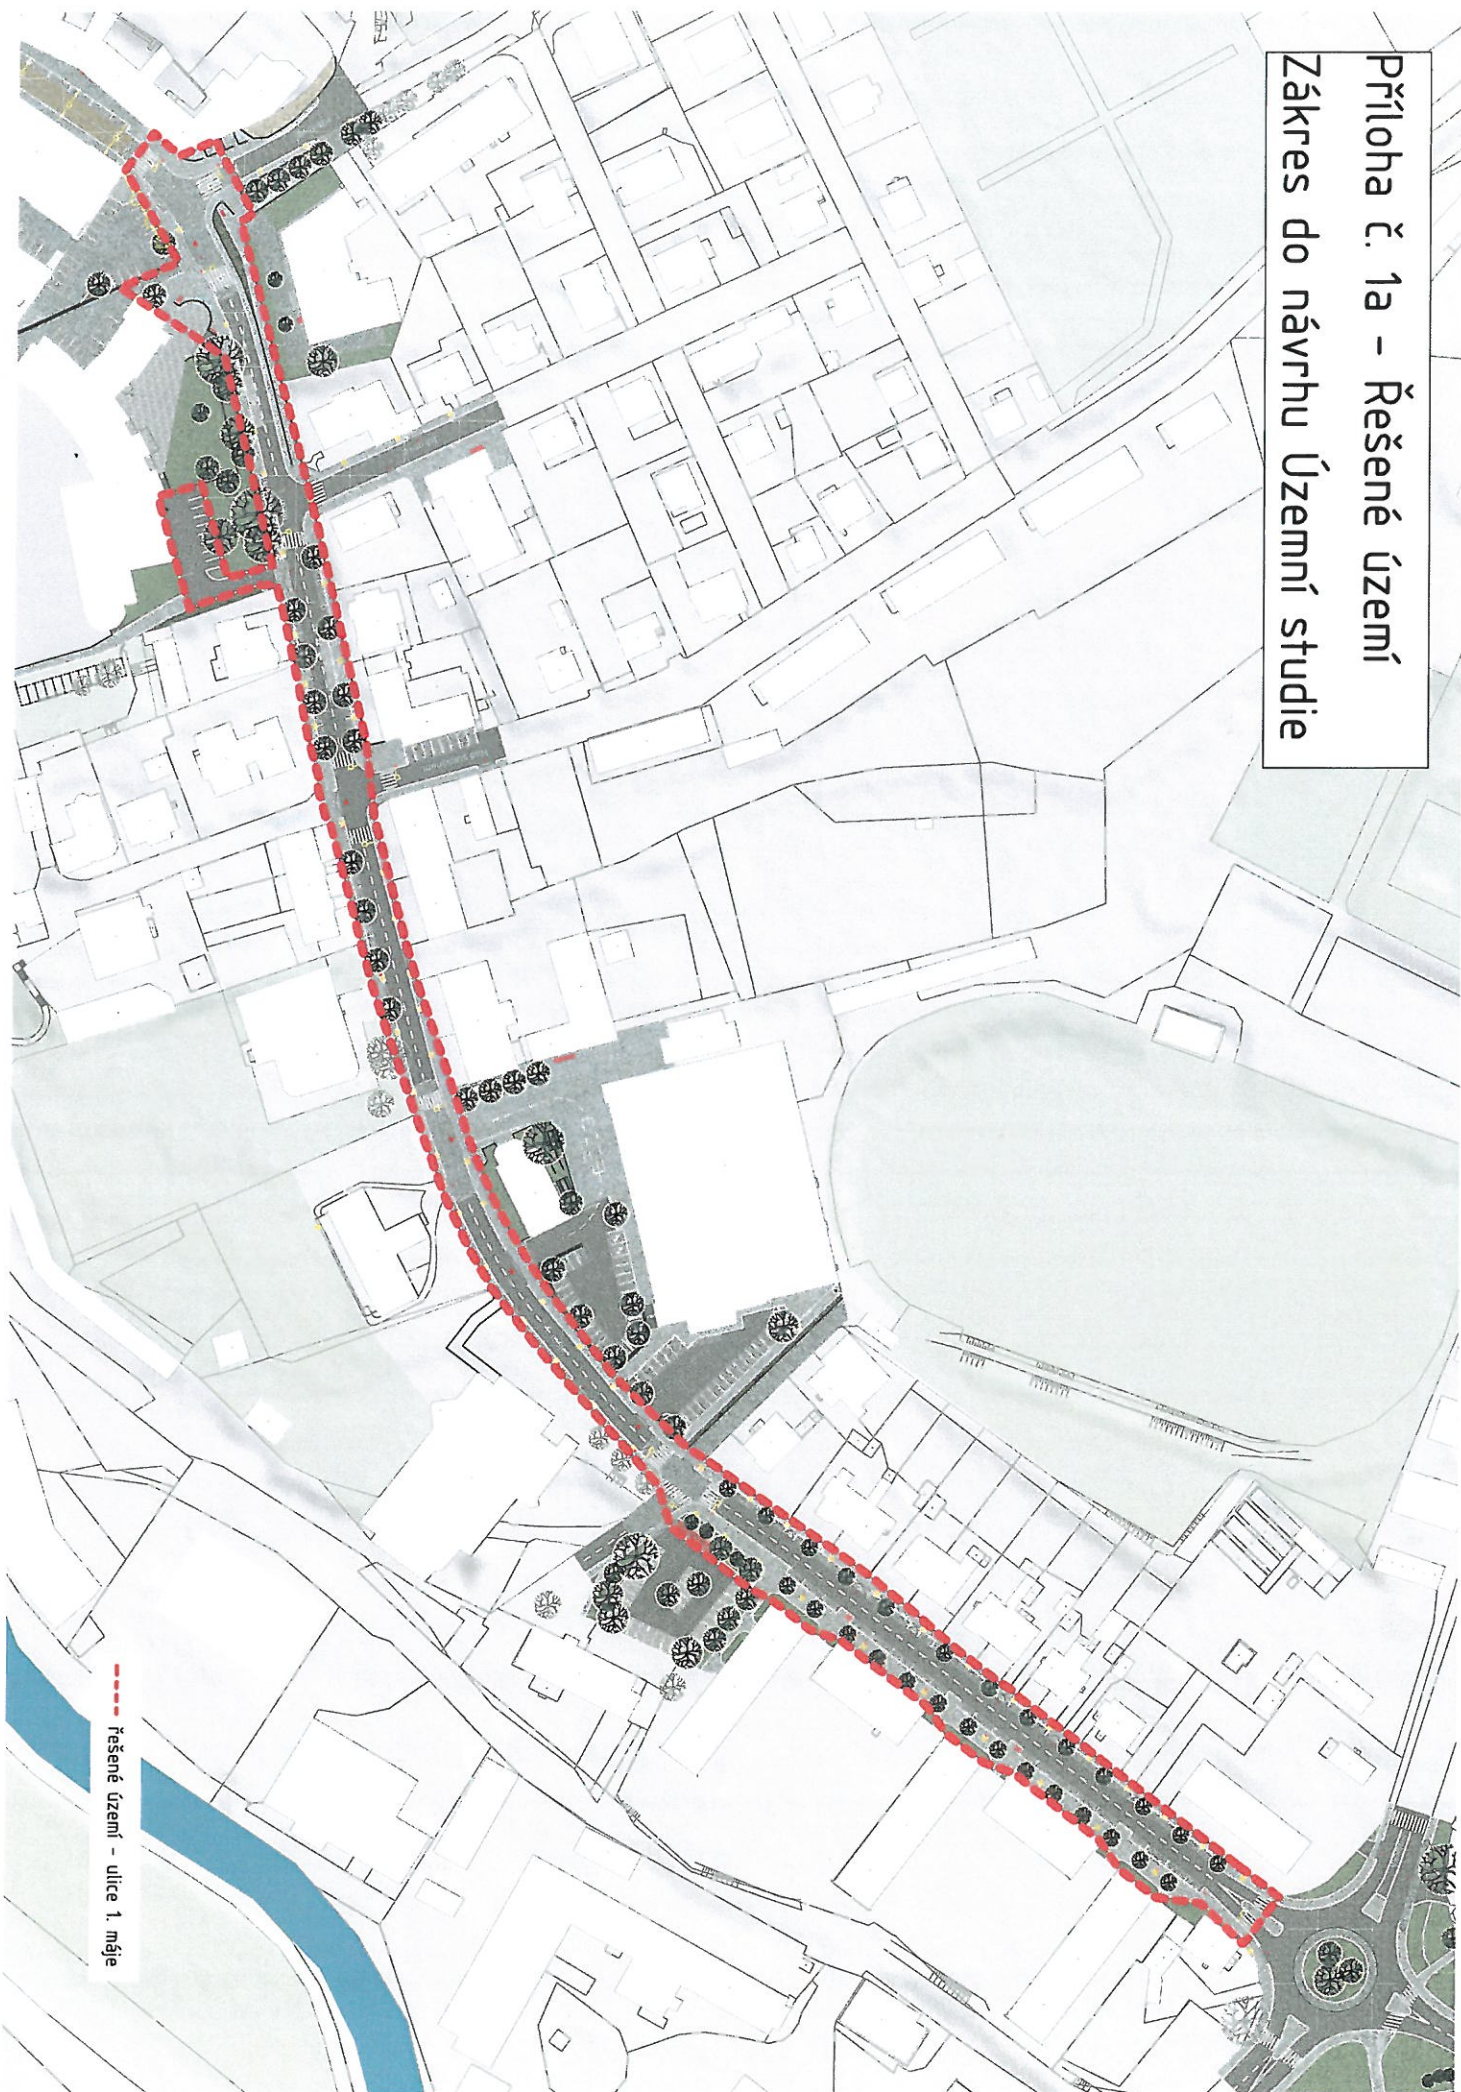 Příloha č. 1a - Řešené území
Zákres do návrhu Územní studie
řešené území - ulice 1. máje